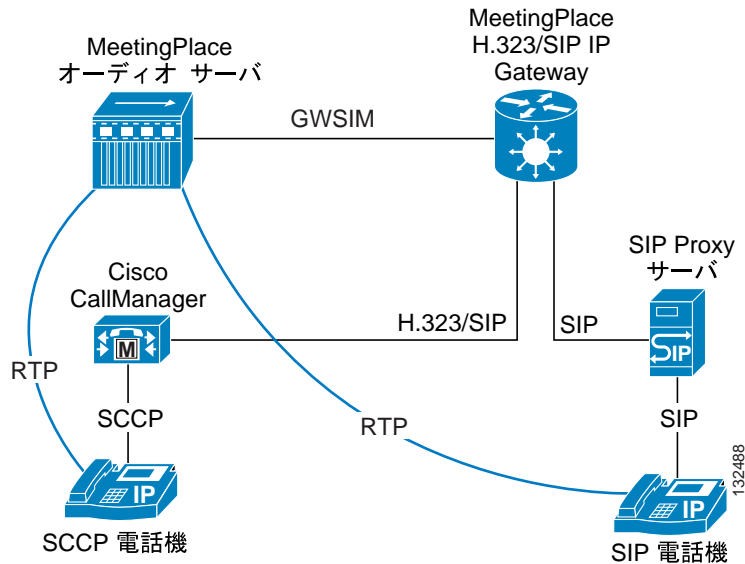 MeetingPlace
オーディオ サーバ
MeetingPlace
H.323/SIP IP
Gateway
GWSIM
SIP Proxy
サーバ
Cisco
CallManager
M
H.323/SIP
SIP
SIP
RTP
SCCP
RTP
SIP
132488
IP
IP
SCCP 電話機
SIP 電話機